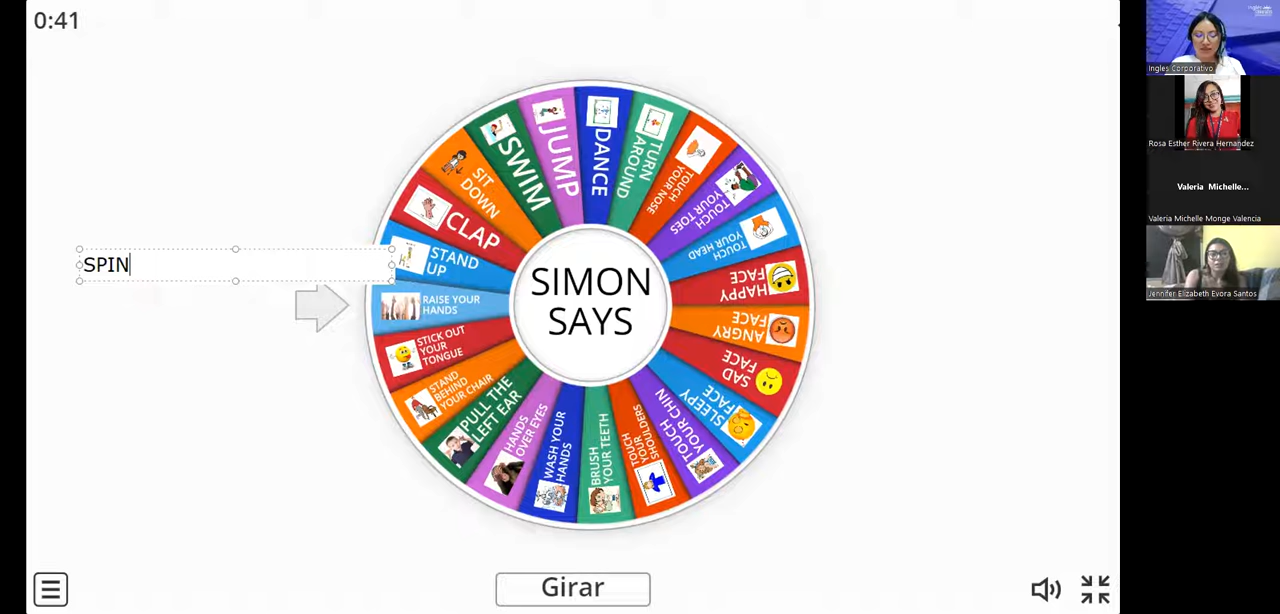 0:41
SPIN
SIMON
SAYS
JUMP
DANCE
TURN
AROUND
TOUCH
YOUR NOSE
TOUCH
YOUR TOES
TOUCH
YOUR HEAD
HAPPY
FACE
ANGRY
FACE
SAD
FACE
SLEEPY
FACE
TOUCH
YOUR CHIN
TOUCH
YOUR
SHOULDERS
BRUSH
YOUR TEETH
WASH YOUR
HANDS
HANDS
OVER EYES
PULL THE
LEFT EAR
STAND
BEHIND
YOUR CHAIR
STICK OUT
YOUR
TONGUE
RAISE YOUR
HANDS
STAND
UP
CLAP
SIT
DOWN
SWIM
Girar
Ingles Corporativo
Rosa Esther Rivera Hernandez
Valeria Michelle...
Valeria Michelle Monge Valencia
Jennifer Elizabeth Evora Santos